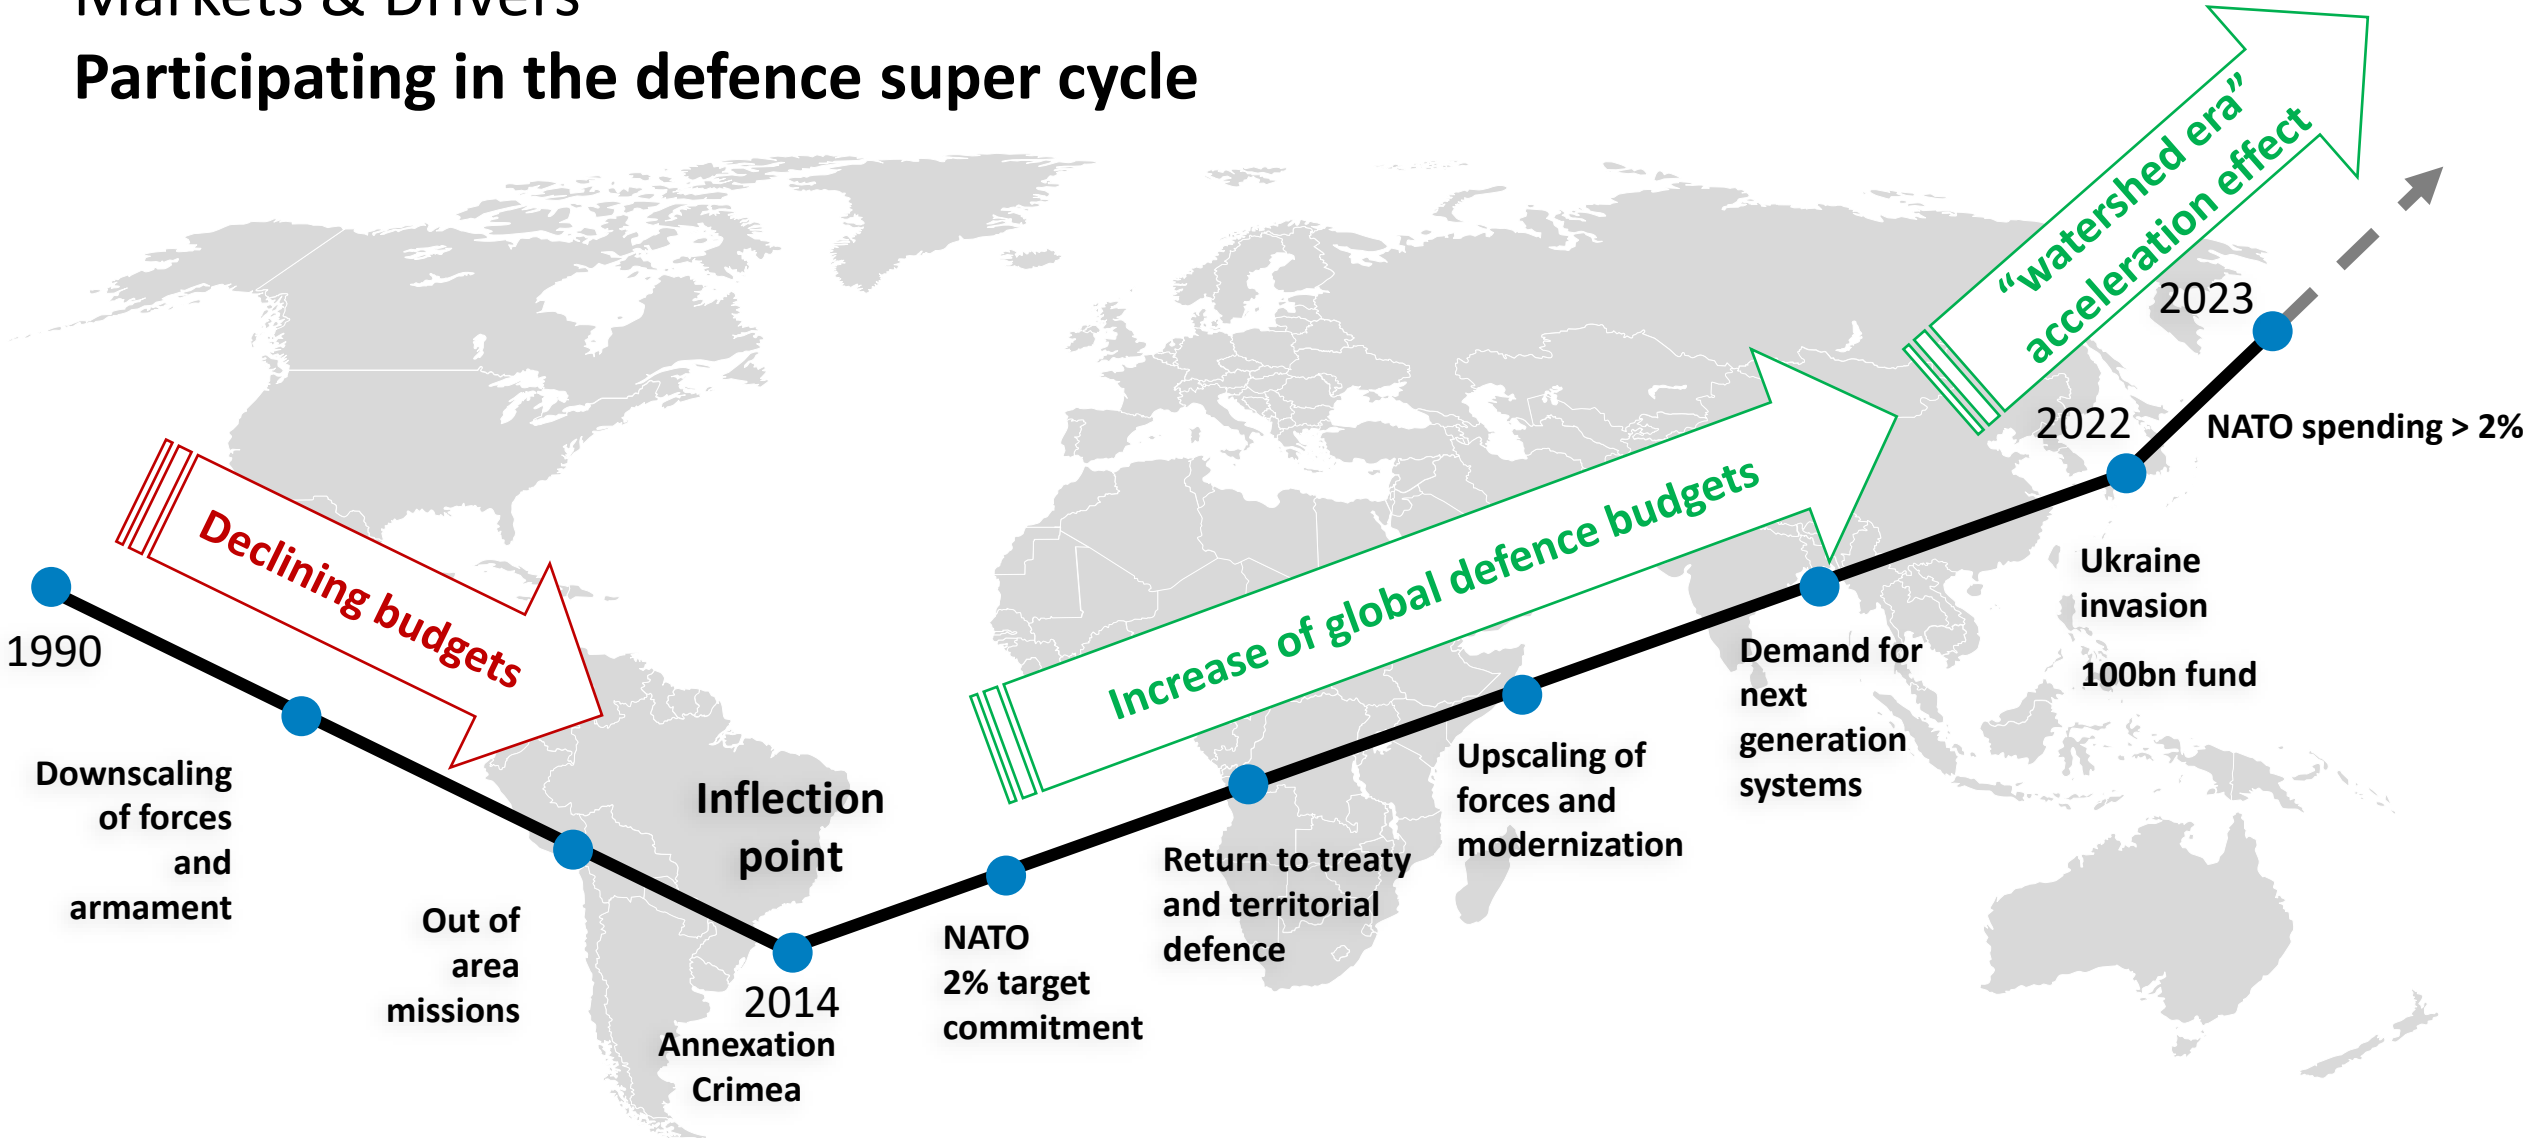 Markets & Drivers
Participating in the defence super cycle
1990
Declining budgets
Downscaling
of forces
and
armament
Out of
area
missions
Inflection
point
2014
Annexation
Crimea
NATO
2% target
commitment
Increase of global defence budgets
Return to treaty
and territorial
defence
Upscaling of
forces and
modernization
Demand for
next
generation
systems
2022
Ukraine
invasion
100bn fund
“watershed era”
acceleration effect
2023
NATO spending > 2%